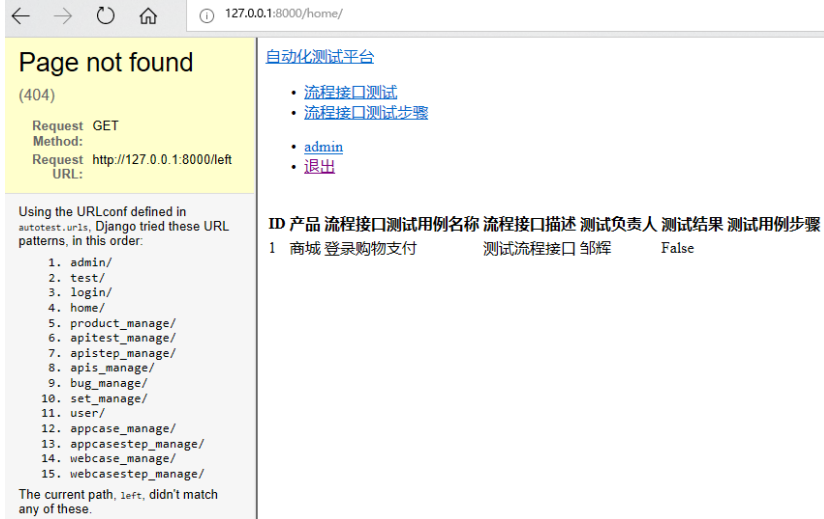 127.0.0.1:8000/home/
Page not found
(404)
Request Method: GET
Request URL: http://127.0.0.1:8000/left
Using the URLconf defined in
autotest.urls, Django tried these URL
patterns, in this order:
1. admin/
2. test/
3. login/
4. home/
5. product_manage/
6. apitest_manage/
7. apistep_manage/
8. apis_manage/
9. bug_manage/
10. set_manage/
11. user/
12. appcase_manage/
13. appcasestep_manage/
14. webcase_manage/
15. webcasestep_manage/
The current path, left, didn't match
any of these.
自动化测试平台
• 流程接口测试
• 流程接口测试步骤
• admin
• 退出
ID 产品 流程接口测试用例名称 流程接口描述 测试负责人 测试结果 测试用例步骤
1 商城 登录购物支付 测试流程接口 邹辉 False